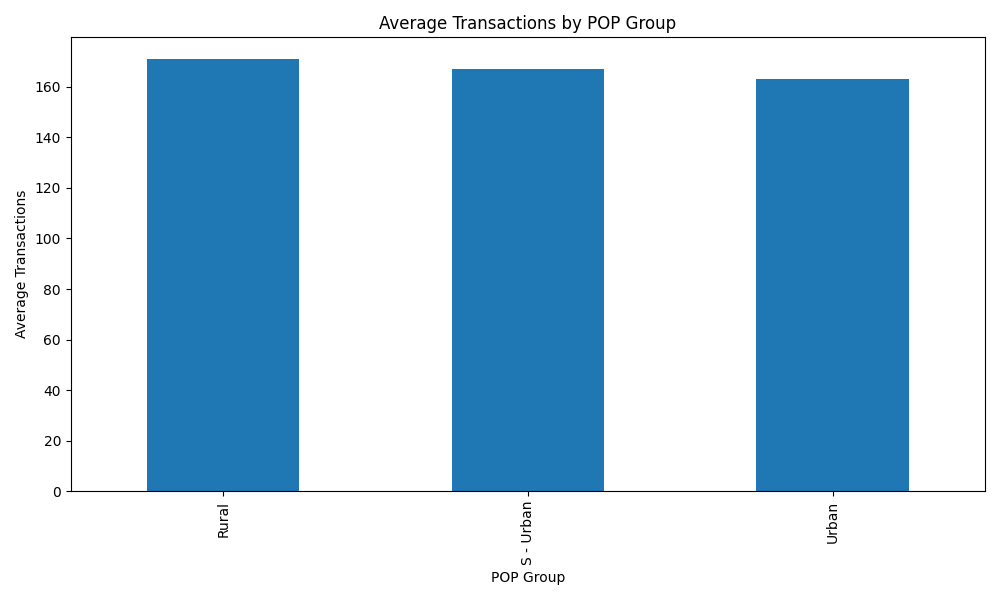 Average Transactions by POP Group
Average Transactions
160
140
120
100
80
60
40
20
0
Rural
S - Urban
Urban
POP Group